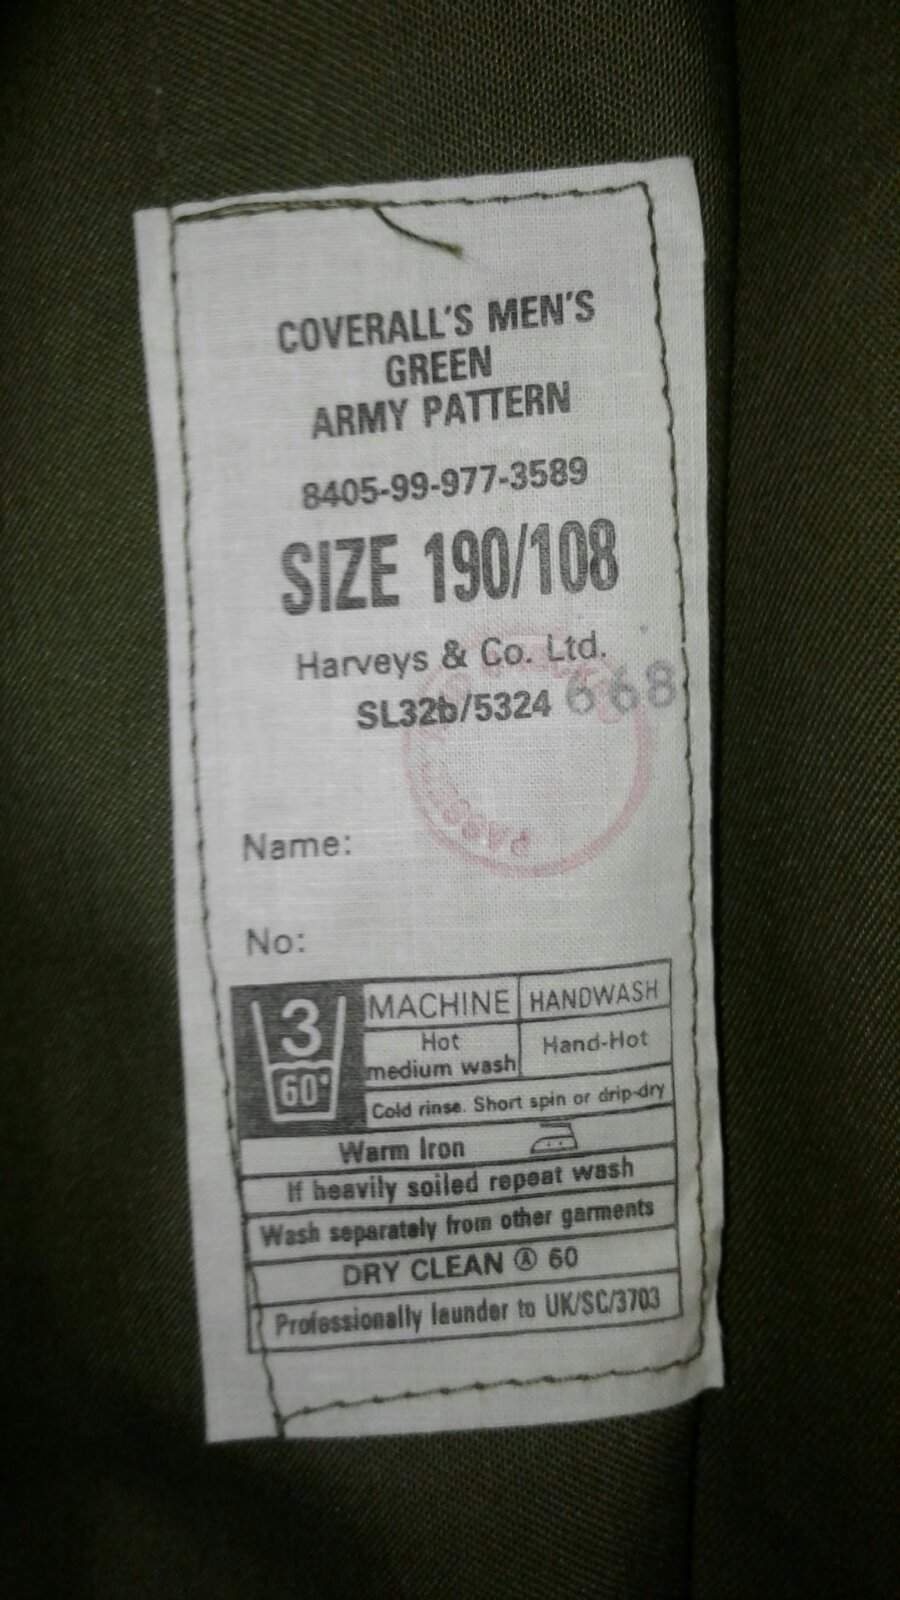 COVERALL'S MEN'S
GREEN
ARMY PATTERN
8405-99-977-3589
SIZE 190/108
Harveys & Co. Ltd.
SL32b/5324 668
PASSED
Name:
No:
3
60°
MACHINE HANDWASH
Hot
medium wash
Hand-Hot
Cold rinse. Short spin or drip-dry
Warm Iron
If heavily soiled repeat wash
Wash separately from other garments
DRY CLEAN Ⓐ 60
Professionally launder to UK/SC/3703